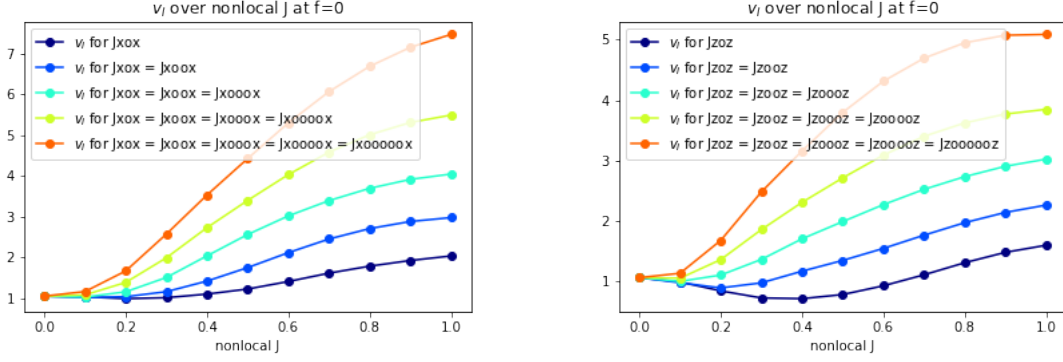 v_l over nonlocal J at f=0
7
6
5
4
3
2
1
v_l for Jxox
v_l for Jxox = Jxoox
v_l for Jxox = Jxoox = Jxooox
v_l for Jxox = Jxoox = Jxooox = Jxoooox
v_l for Jxox = Jxoox = Jxooox = Jxoooox = Jxooooox
0.0 0.2 0.4 0.6 0.8 1.0
nonlocal J
v_l over nonlocal J at f=0
5
4
3
2
1
v_l for Jzoz
v_l for Jzoz = Jzooz
v_l for Jzoz = Jzooz = Jzoooz
v_l for Jzoz = Jzooz = Jzoooz = Jzooooz
v_l for Jzoz = Jzooz = Jzoooz = Jzooooz = Jzoooooz
0.0 0.2 0.4 0.6 0.8 1.0
nonlocal J